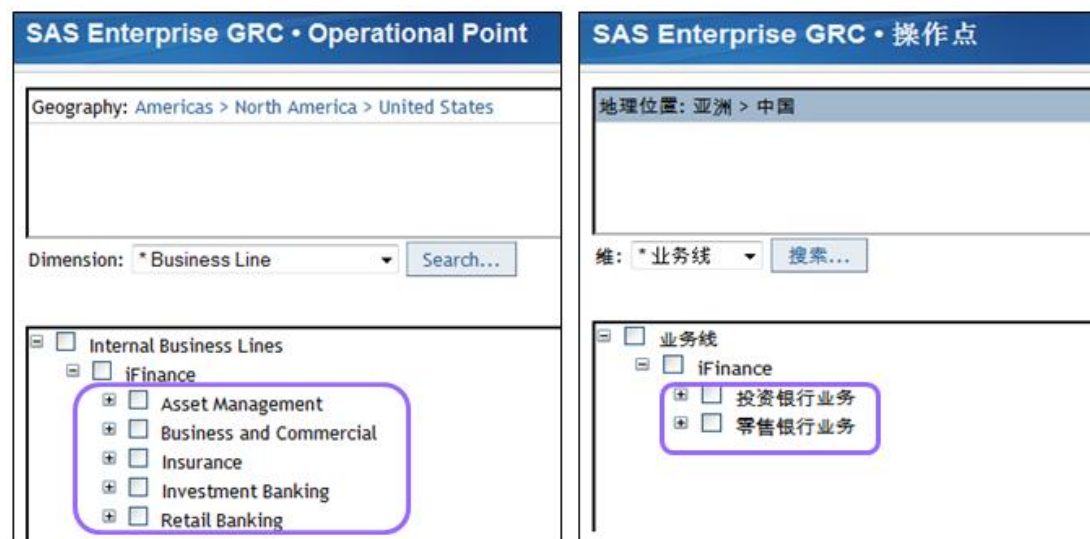 SAS Enterprise GRC • Operational Point
Geography: Americas > North America > United States
Dimension: * Business Line
Search...
Internal Business Lines
iFinance
Asset Management
Business and Commercial
Insurance
Investment Banking
Retail Banking
SAS Enterprise GRC • 操作点
地理位置: 亚洲 > 中国
维: * 业务线
搜索...
业务线
iFinance
投资银行业务
零售银行业务